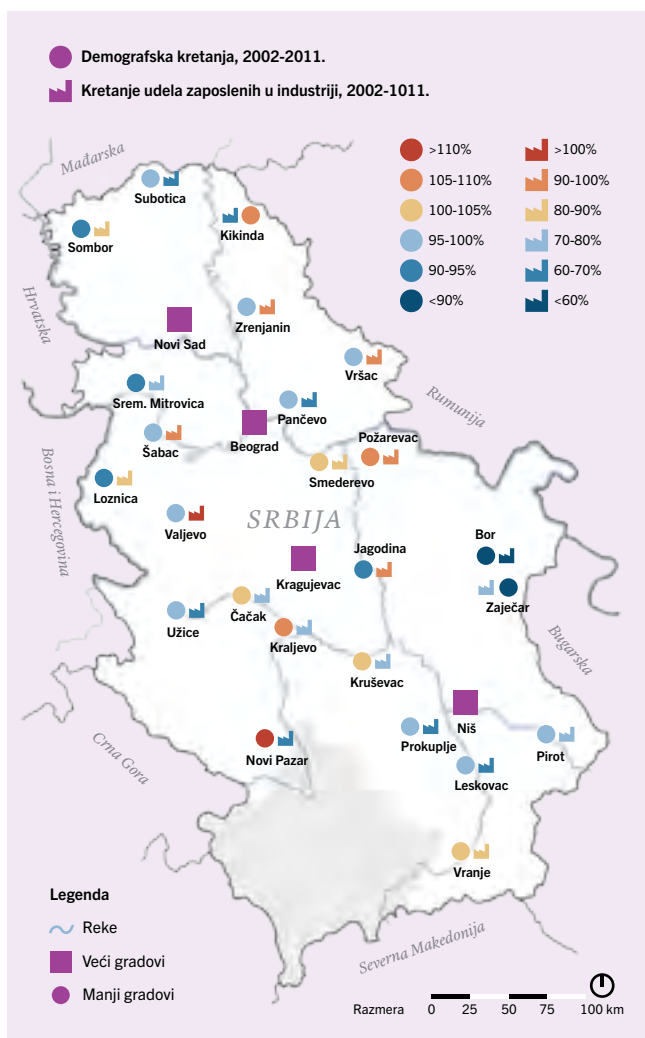 Demografska kretanja, 2002-2011.
Kretanje udela zaposlenih u industriji, 2002-1011.
>110%
>100%
105-110%
90-100%
100-105%
80-90%
95-100%
70-80%
90-95%
60-70%
<90%
<60%
Mađarska
Subotica
Kikinda
Sombor
Hrvatska
Zrenjanin
Novi Sad
Vršac
Rumunija
Srem. Mitrovica
Pančevo
Beograd
Požarevac
Šabac
Smederevo
Bosna i Hercegovina
Loznica
SRBIJA
Valjevo
Bor
Jagodina
Kragujevac
Zaječar
Čačak
Užice
Kraljevo
Bugarska
Kruševac
Niš
Crna Gora
Prokuplje
Novi Pazar
Pirot
Leskovac
Vranje
Severna Makedonija
Legenda
Reke
Veći gradovi
Manji gradovi
Razmera 0 25 50 75 100 km